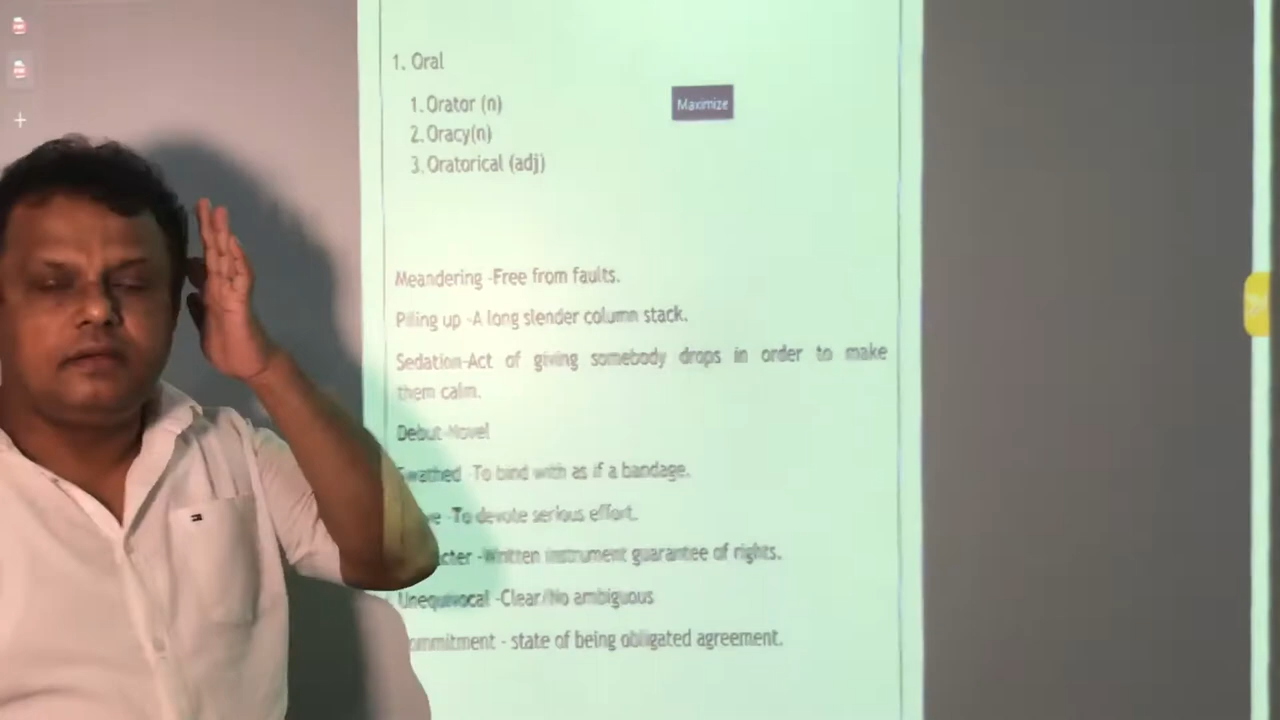 1. Oral
1. Orator (n)
Maximize
2. Oracy(n)
3. Oratorical (adj)
Meandering -Free from faults.
Pilling up -A long slender column stack.
Sedation-Act of giving somebody drops in order to make
them calm.
Debut-Novel
Swathed -To bind with as if a bandage.
-To devote serious effort.
-Written instrument guarantee of rights.
Unequivocal -Clear/No ambiguous
Commitment - state of being obligated agreement.